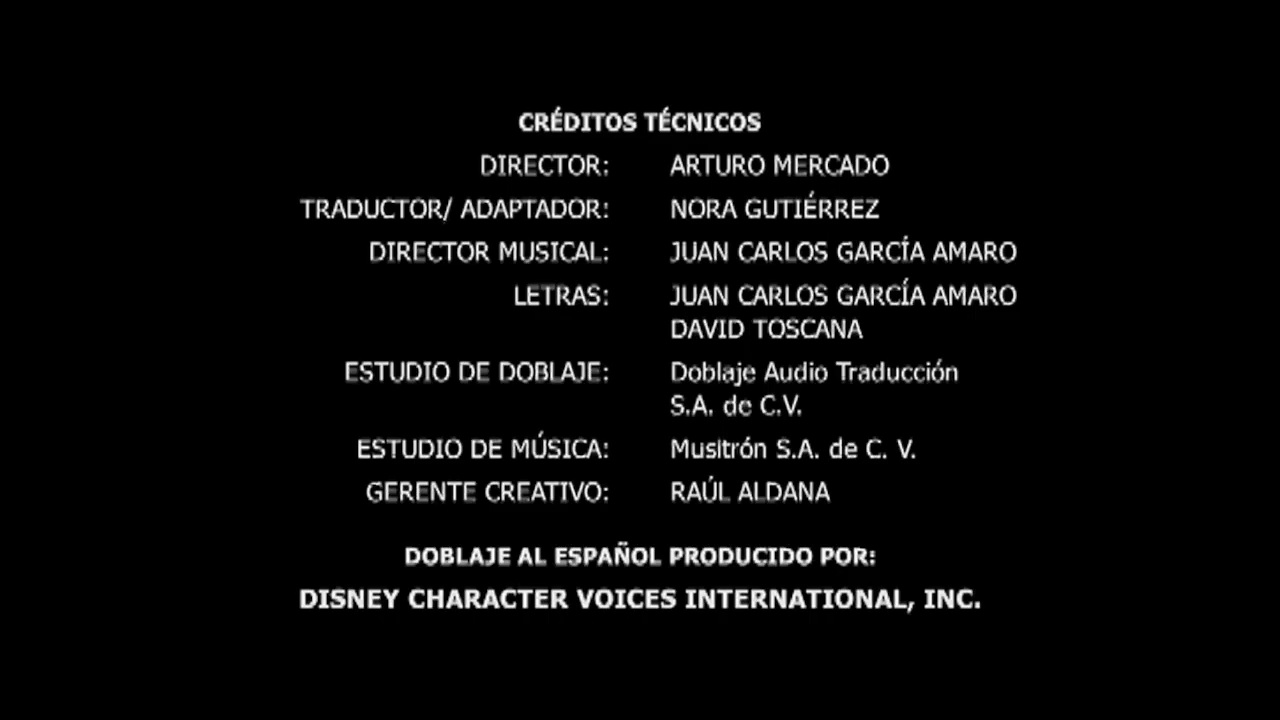 CRÉDITOS TÉCNICOS
DIRECTOR: ARTURO MERCADO
TRADUCTOR/ ADAPTADOR: NORA GUTIÉRREZ
DIRECTOR MUSICAL: JUAN CARLOS GARCÍA AMARO
LETRAS: JUAN CARLOS GARCÍA AMARO
DAVID TOSCANA
ESTUDIO DE DOBLAJE: Doblaje Audio Traducción
S.A. de C.V.
ESTUDIO DE MÚSICA: Musitrón S.A. de C. V.
GERENTE CREATIVO: RAÚL ALDANA
DOBLAJE AL ESPAÑOL PRODUCIDO POR:
DISNEY CHARACTER VOICES INTERNATIONAL, INC.